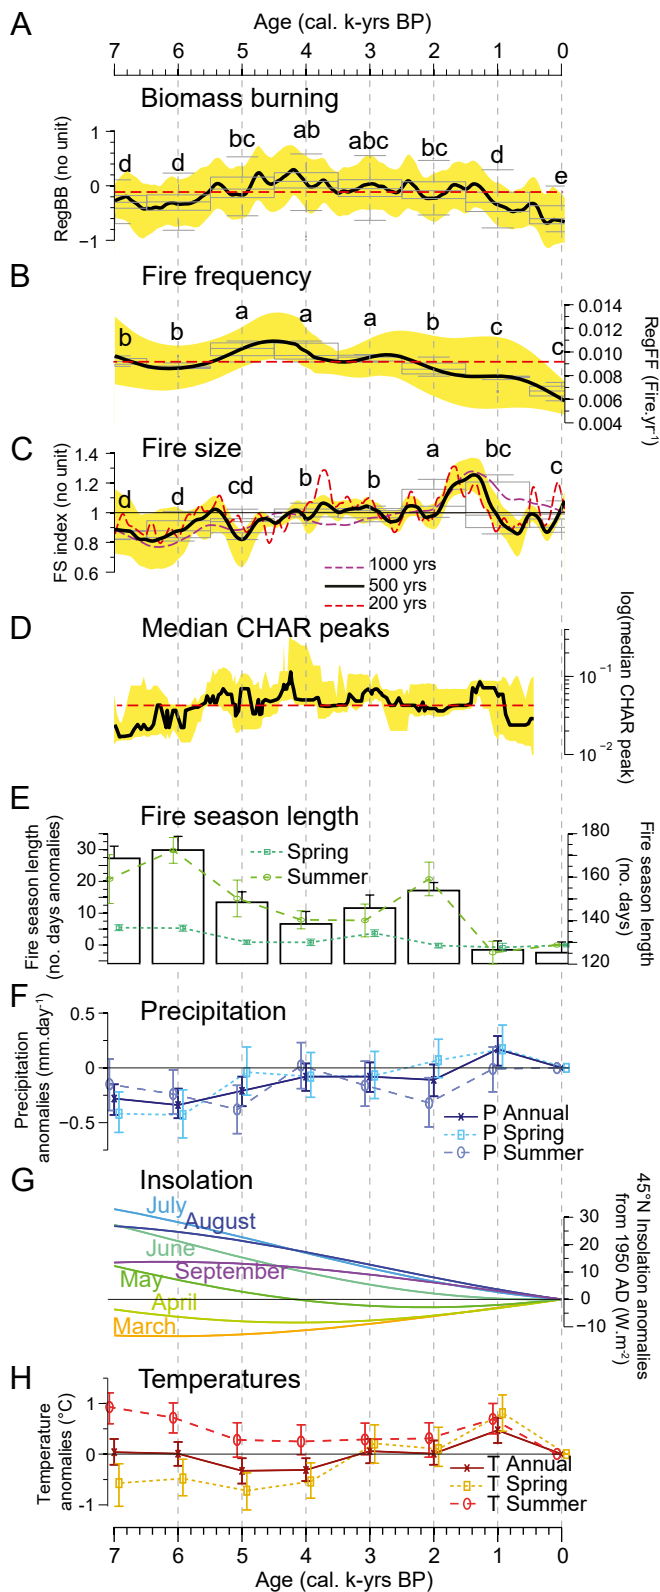 A
Age (cal. k-yrs BP)
7 6 5 4 3 2 1 0
Biomass burning
1
0
−1
RegBB (no unit)
d d bc ab abc bc d e
B
Fire frequency
0.014
0.012
0.010
0.008
0.006
0.004
RegFF (Fire.yr⁻¹)
b b a a a b c c
C
Fire size
1.4
1.2
1
0.8
0.6
FS index (no unit)
d d cd b b a bc c
1000 yrs
500 yrs
200 yrs
D
Median CHAR peaks
10⁻¹
10⁻²
log(median CHAR peak)
E
Fire season length
Spring
Summer
30
20
10
0
Fire season length
(no. days anomalies)
180
160
140
120
Fire season length
(no. days)
F
Precipitation
0.5
0
−0.5
Precipitation
anomalies (mm.day⁻¹)
P Annual
P Spring
P Summer
G
Insolation
July
August
June
September
May
April
March
30
20
10
0
−10
45°N Insolation anomalies
from 1950 AD (W.m⁻²)
H
Temperatures
1
0
-1
Temperature
anomalies (°C)
T Annual
T Spring
T Summer
7 6 5 4 3 2 1 0
Age (cal. k-yrs BP)